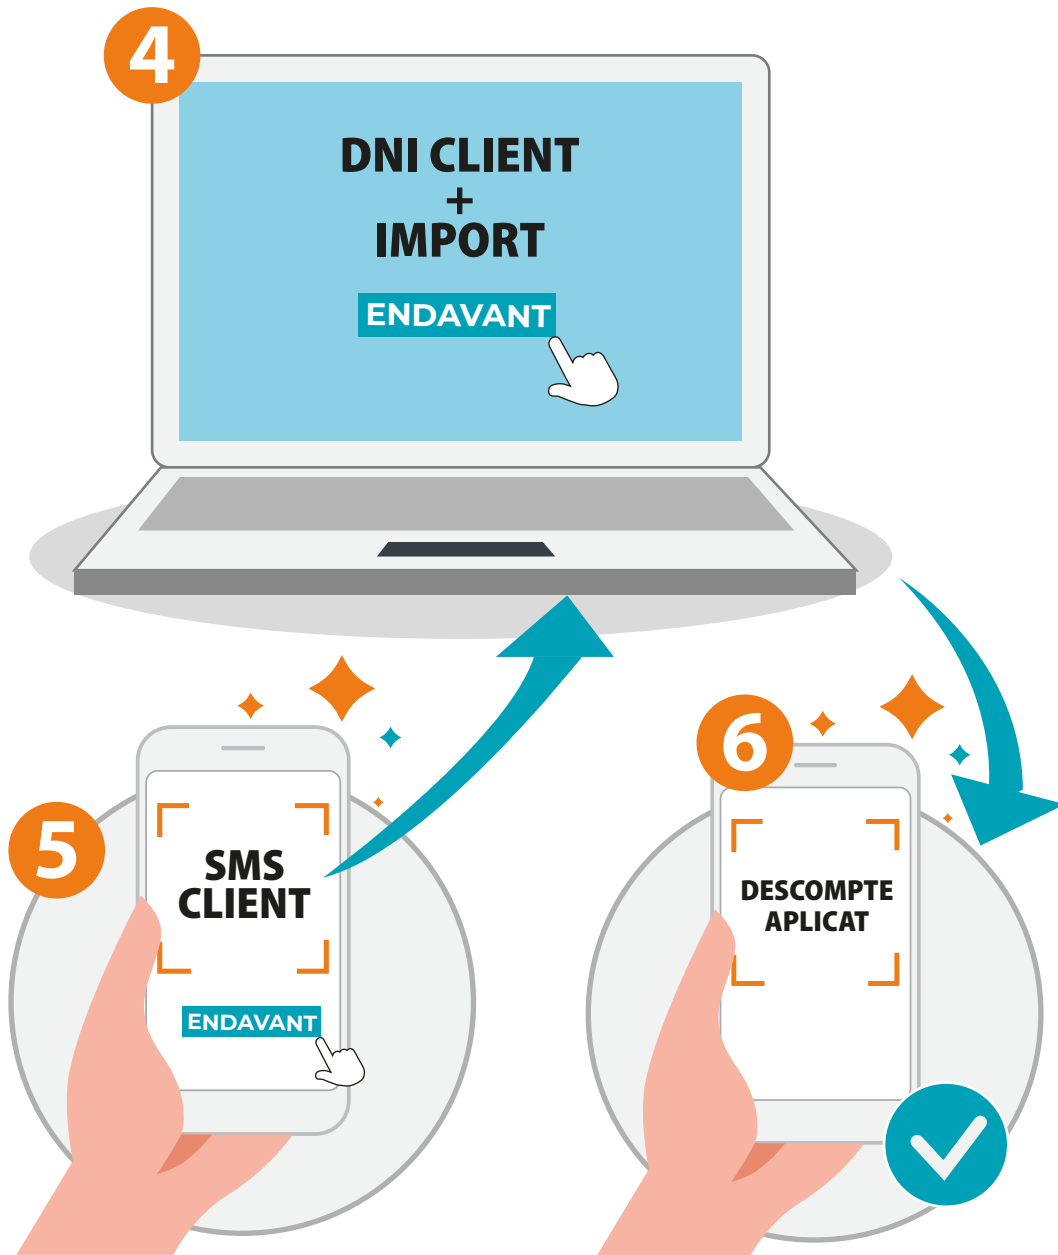 4
DNI CLIENT
+
IMPORT
ENDAVANT
5
SMS
CLIENT
ENDAVANT
6
DESCOMPTE
APLICAT